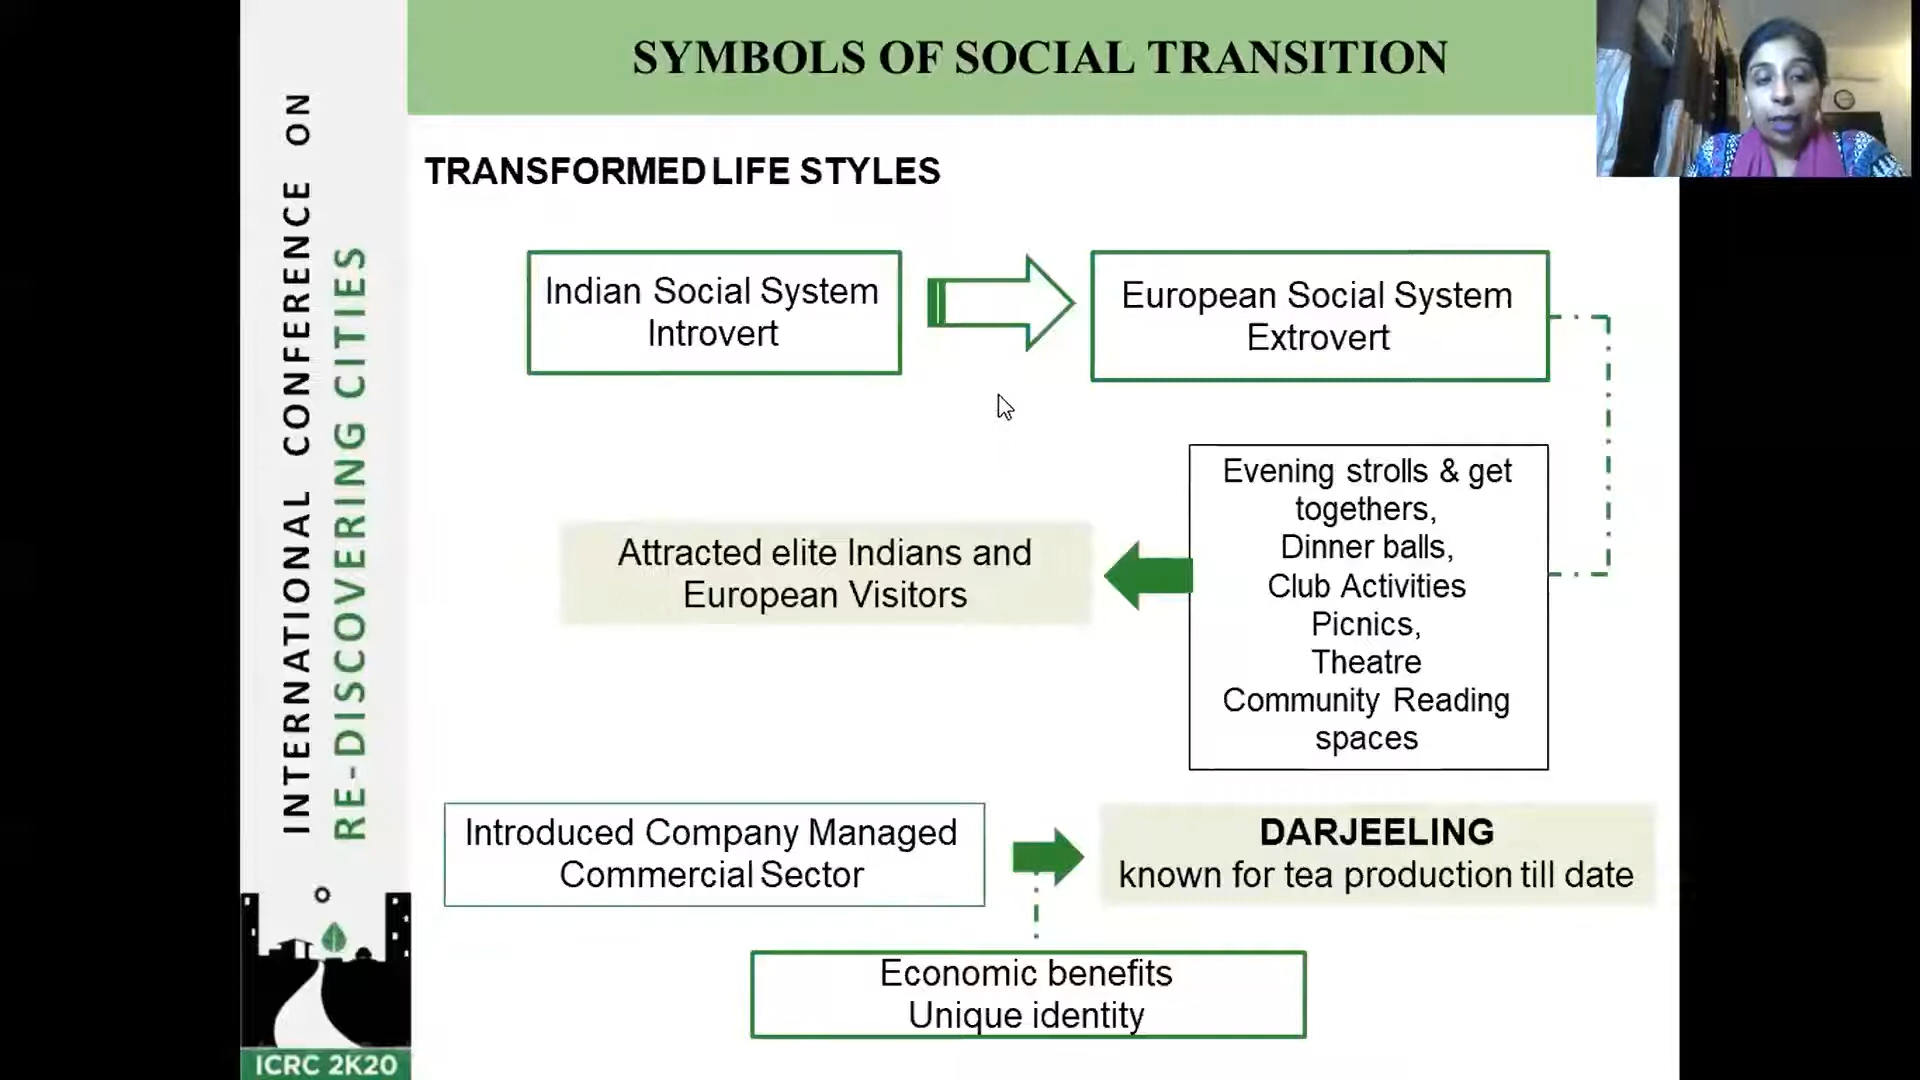 INTERNATIONAL CONFERENCE ON
RE-DISCOVERING CITIES
ICRC 2K20
SYMBOLS OF SOCIAL TRANSITION
TRANSFORMED LIFE STYLES
Indian Social System
Introvert
European Social System
Extrovert
Evening strolls & get
togethers,
Dinner balls,
Club Activities
Picnics,
Theatre
Community Reading
spaces
Attracted elite Indians and
European Visitors
Introduced Company Managed
Commercial Sector
DARJEELING
known for tea production till date
Economic benefits
Unique identity